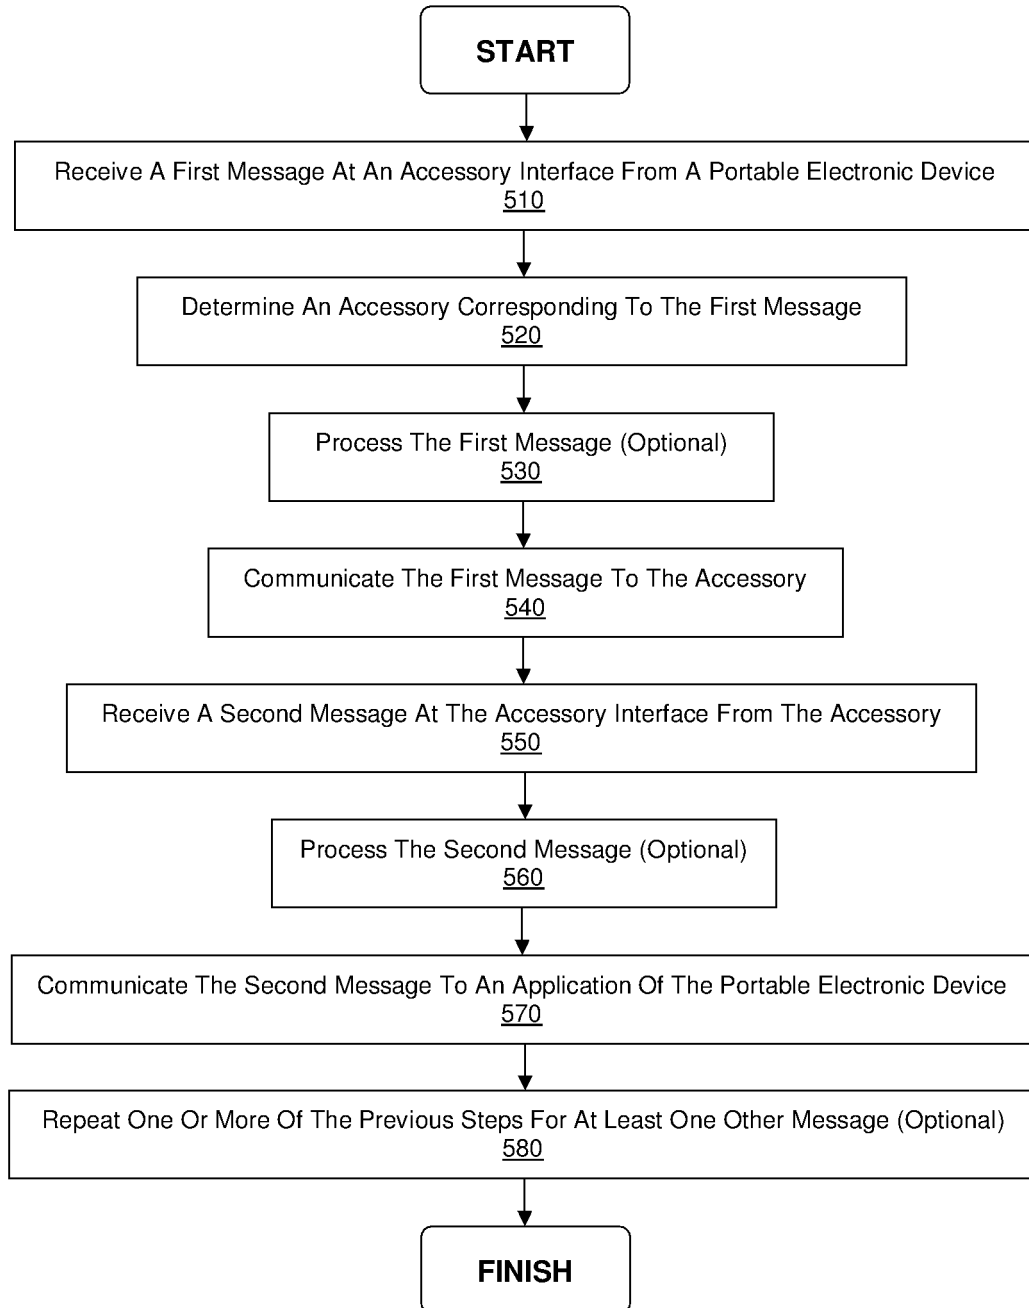 START
Receive A First Message At An Accessory Interface From A Portable Electronic Device
510
Determine An Accessory Corresponding To The First Message
520
Process The First Message (Optional)
530
Communicate The First Message To The Accessory
540
Receive A Second Message At The Accessory Interface From The Accessory
550
Process The Second Message (Optional)
560
Communicate The Second Message To An Application Of The Portable Electronic Device
570
Repeat One Or More Of The Previous Steps For At Least One Other Message (Optional)
580
FINISH